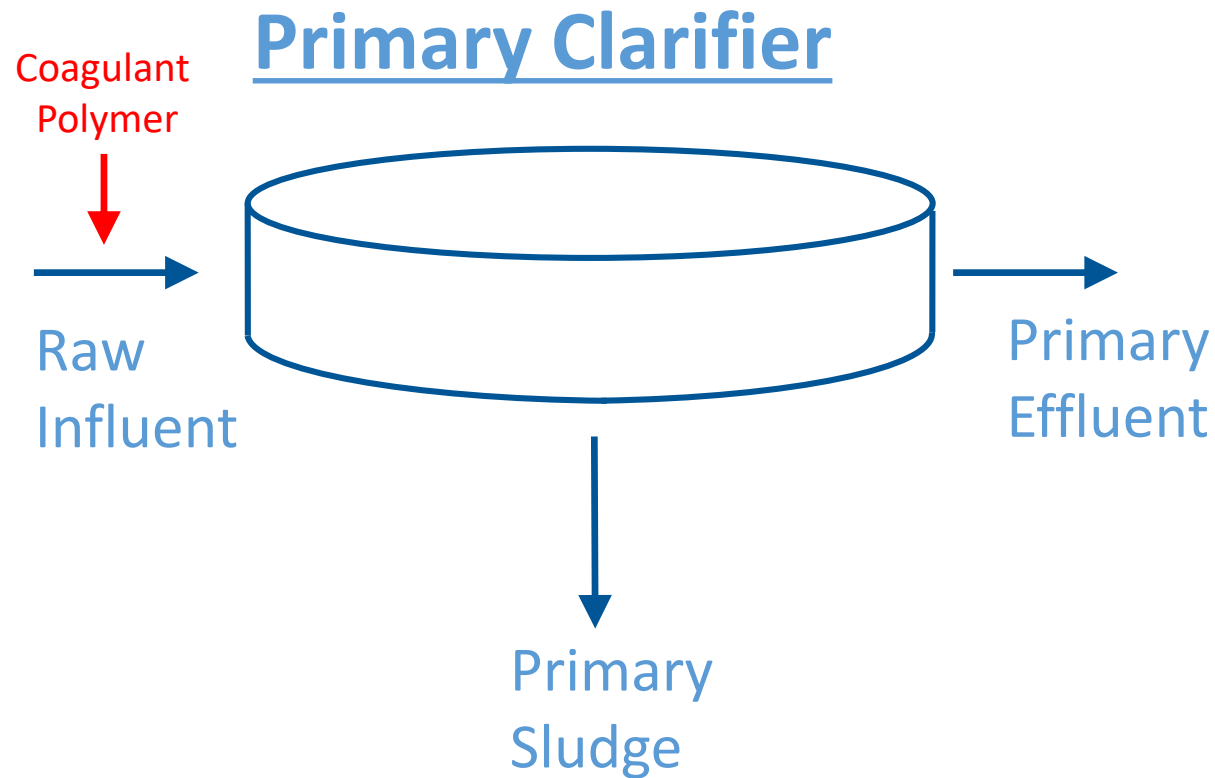 Primary Clarifier
Coagulant
Polymer
Raw
Influent
Primary
Effluent
Primary
Sludge